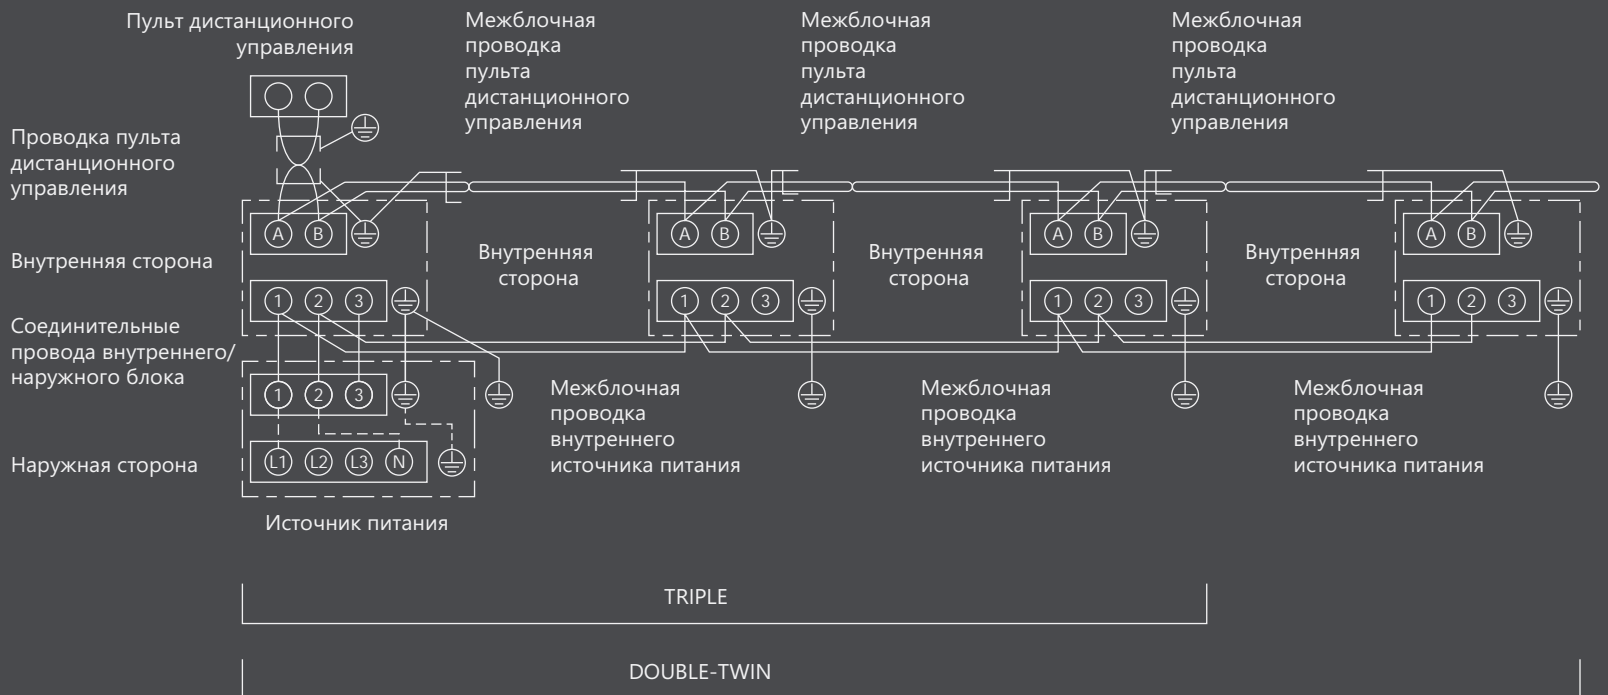 Пульт дистанционного
управления
Межблочная
проводка
пульта
дистанционного
управления
Межблочная
проводка
пульта
дистанционного
управления
Межблочная
проводка
пульта
дистанционного
управления
Проводка пульта
дистанционного
управления
A B
A B
A B
A B
Внутренняя сторона
Внутренняя
сторона
Внутренняя
сторона
Внутренняя
сторона
1 2 3
1 2 3
1 2 3
1 2 3
Соединительные
провода внутреннего/
наружного блока
1 2 3
Межблочная
проводка
внутреннего
источника питания
Межблочная
проводка
внутреннего
источника питания
Межблочная
проводка
внутреннего
источника питания
Наружная сторона
L1 L2 L3 N
Источник питания
TRIPLE
DOUBLE-TWIN